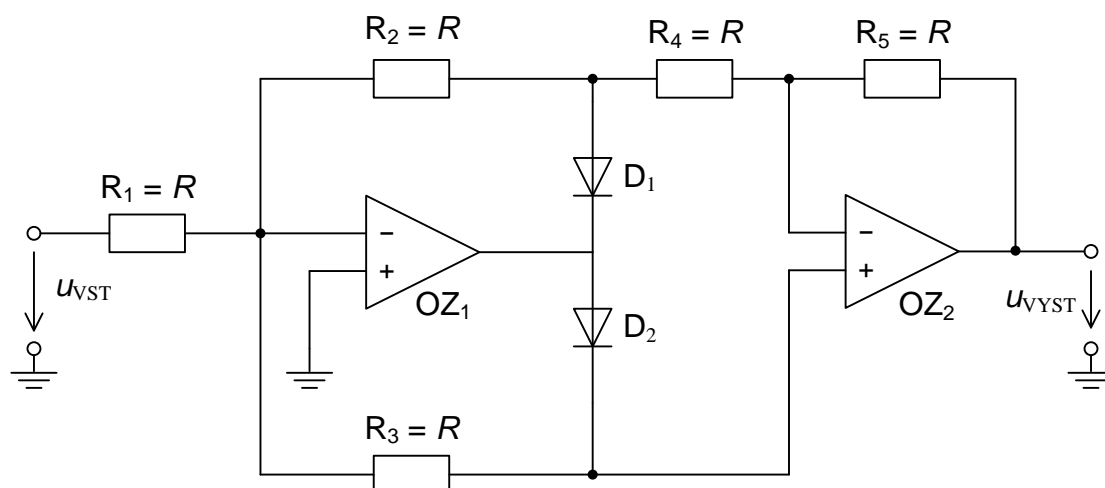 R2 = R
R4 = R
R5 = R
R1 = R
D1
−
+
OZ1
uVST
D2
−
+
OZ2
uVYST
R3 = R